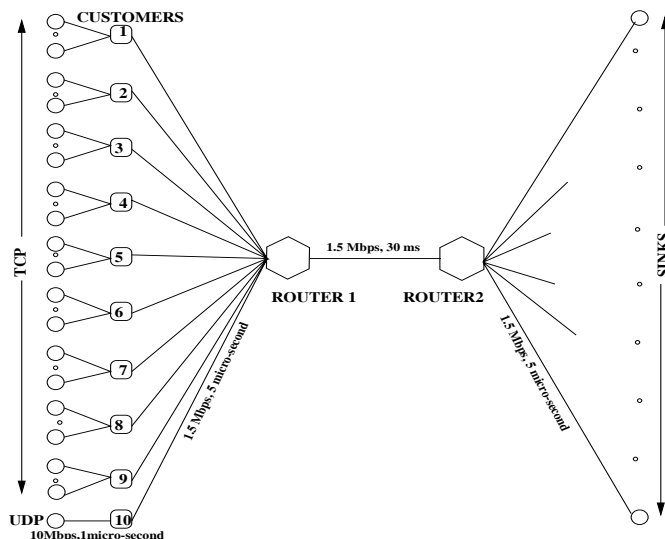 CUSTOMERS
1
2
3
4
5
6
7
8
9
10
TCP
UDP
10Mbps,1micro-second
1.5 Mbps, 5 micro-second
ROUTER 1
1.5 Mbps, 30 ms
ROUTER2
1.5 Mbps, 5 micro-second
SINKS